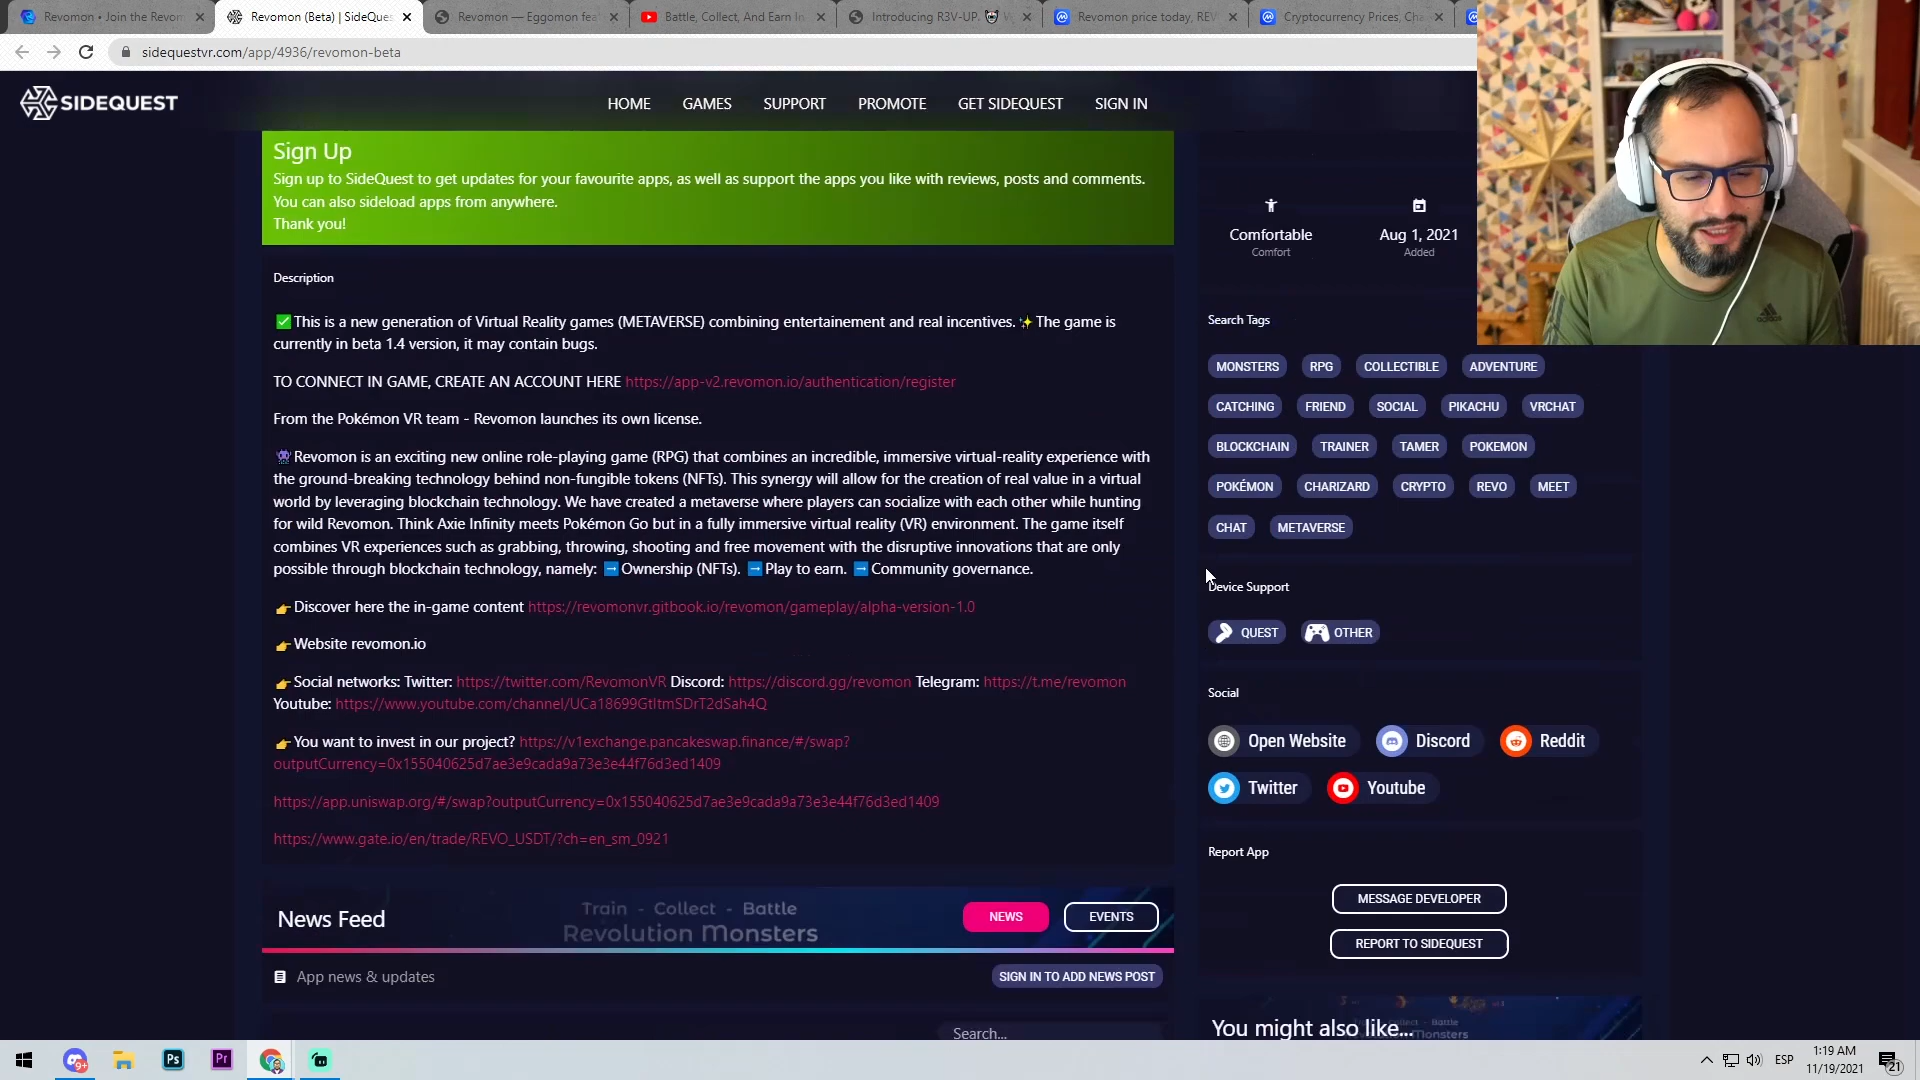 Revomon • Join the Revom
Revomon (Beta) | SideQues
Revomon — Eggomon fea
Battle, Collect, And Earn In
Introducing R3V-UP.
Revomon price today, REV
Cryptocurrency Prices, Cha
sidequestvr.com/app/4936/revomon-beta
SIDEQUEST
HOME GAMES SUPPORT PROMOTE GET SIDEQUEST SIGN IN
Sign Up
Sign up to SideQuest to get updates for your favourite apps, as well as support the apps you like with reviews, posts and comments.
You can also sideload apps from anywhere.
Thank you!
Description
✅This is a new generation of Virtual Reality games (METAVERSE) combining entertainement and real incentives.✨The game is
currently in beta 1.4 version, it may contain bugs.
TO CONNECT IN GAME, CREATE AN ACCOUNT HERE https://app-v2.revomon.io/authentication/register
From the Pokémon VR team - Revomon launches its own license.
👾Revomon is an exciting new online role-playing game (RPG) that combines an incredible, immersive virtual-reality experience with
the ground-breaking technology behind non-fungible tokens (NFTs). This synergy will allow for the creation of real value in a virtual
world by leveraging blockchain technology. We have created a metaverse where players can socialize with each other while hunting
for wild Revomon. Think Axie Infinity meets Pokémon Go but in a fully immersive virtual reality (VR) environment. The game itself
combines VR experiences such as grabbing, throwing, shooting and free movement with the disruptive innovations that are only
possible through blockchain technology, namely: ➡Ownership (NFTs). ➡Play to earn. ➡Community governance.
👉Discover here the in-game content https://revomonvr.gitbook.io/revomon/gameplay/alpha-version-1.0
👉Website revomon.io
👉Social networks: Twitter: https://twitter.com/RevomonVR Discord: https://discord.gg/revomon Telegram: https://t.me/revomon
Youtube: https://www.youtube.com/channel/UCa18699GtItmSDrT2dSah4Q
👉You want to invest in our project? https://v1exchange.pancakeswap.finance/#/swap?
outputCurrency=0x155040625d7ae3e9cada9a73e3e44f76d3ed1409
https://app.uniswap.org/#/swap?outputCurrency=0x155040625d7ae3e9cada9a73e3e44f76d3ed1409
https://www.gate.io/en/trade/REVO_USDT/?ch=en_sm_0921
News Feed
Train - Collect - Battle
Revolution Monsters
NEWS EVENTS
App news & updates
SIGN IN TO ADD NEWS POST
Search...
Comfortable
Comfort
Aug 1, 2021
Added
Search Tags
MONSTERS RPG COLLECTIBLE ADVENTURE
CATCHING FRIEND SOCIAL PIKACHU VRCHAT
BLOCKCHAIN TRAINER TAMER POKEMON
POKÉMON CHARIZARD CRYPTO REVO MEET
CHAT METAVERSE
Device Support
QUEST OTHER
Social
Open Website Discord Reddit
Twitter Youtube
Report App
MESSAGE DEVELOPER
REPORT TO SIDEQUEST
You might also like...
9+
Ps
Pr
ESP
1:19 AM
11/19/2021
21
adidas